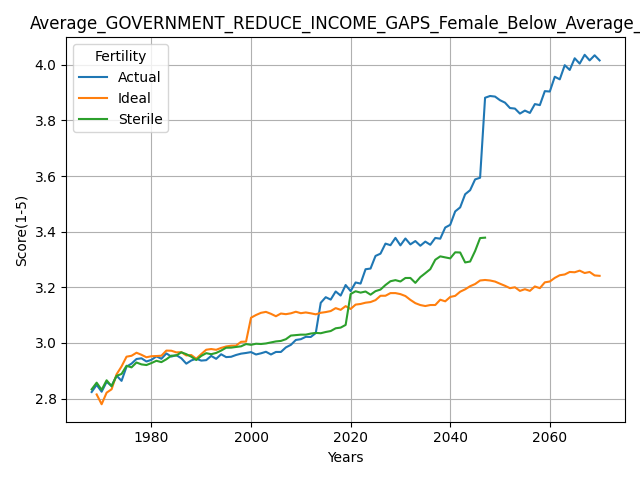 Average_GOVERNMENT_REDUCE_INCOME_GAPS_Female_Below_Average_
Fertility
Actual
Ideal
Sterile
4.0
3.8
3.6
3.4
3.2
3.0
2.8
Score(1-5)
1980 2000 2020 2040 2060
Years